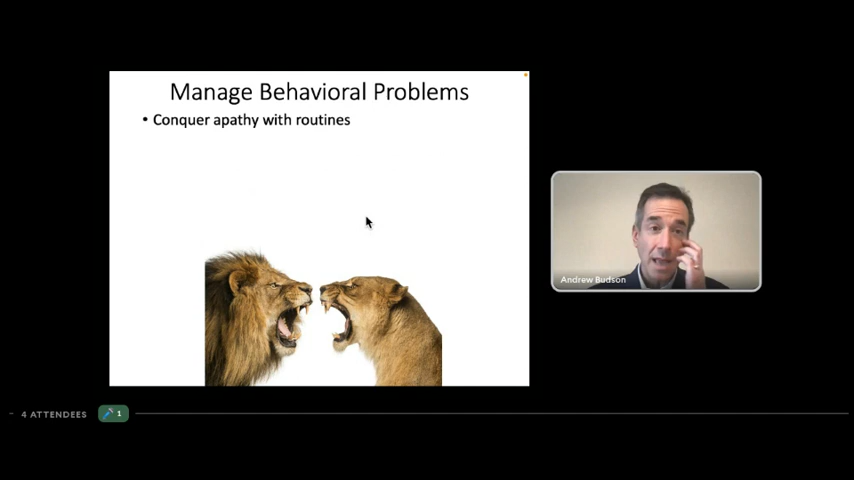 Manage Behavioral Problems
• Conquer apathy with routines
Andrew Budson
4 ATTENDEES
1